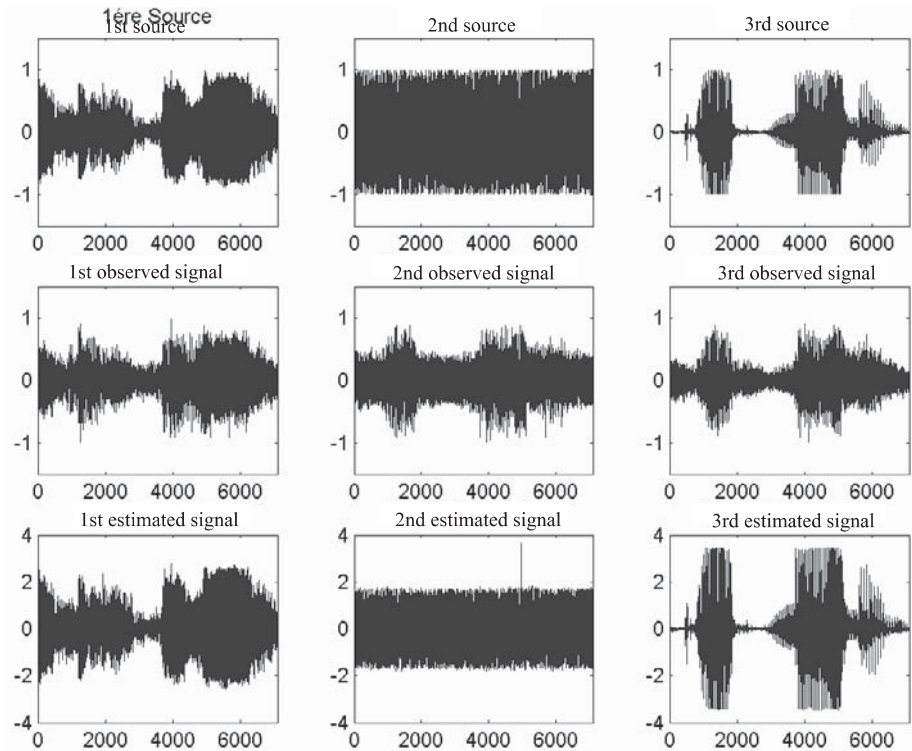 1ére Source
1st source
2nd source
3rd source
1
0
-1
0 2000 4000 6000
1
0
-1
0 2000 4000 6000
1
0
-1
0 2000 4000 6000
1st observed signal
2nd observed signal
3rd observed signal
1
0
-1
0 2000 4000 6000
1
0
-1
0 2000 4000 6000
1
0
-1
0 2000 4000 6000
1st estimated signal
2nd estimated signal
3rd estimated signal
4
2
0
-2
-4
0 2000 4000 6000
4
2
0
-2
-4
0 2000 4000 6000
4
2
0
-2
-4
0 2000 4000 6000